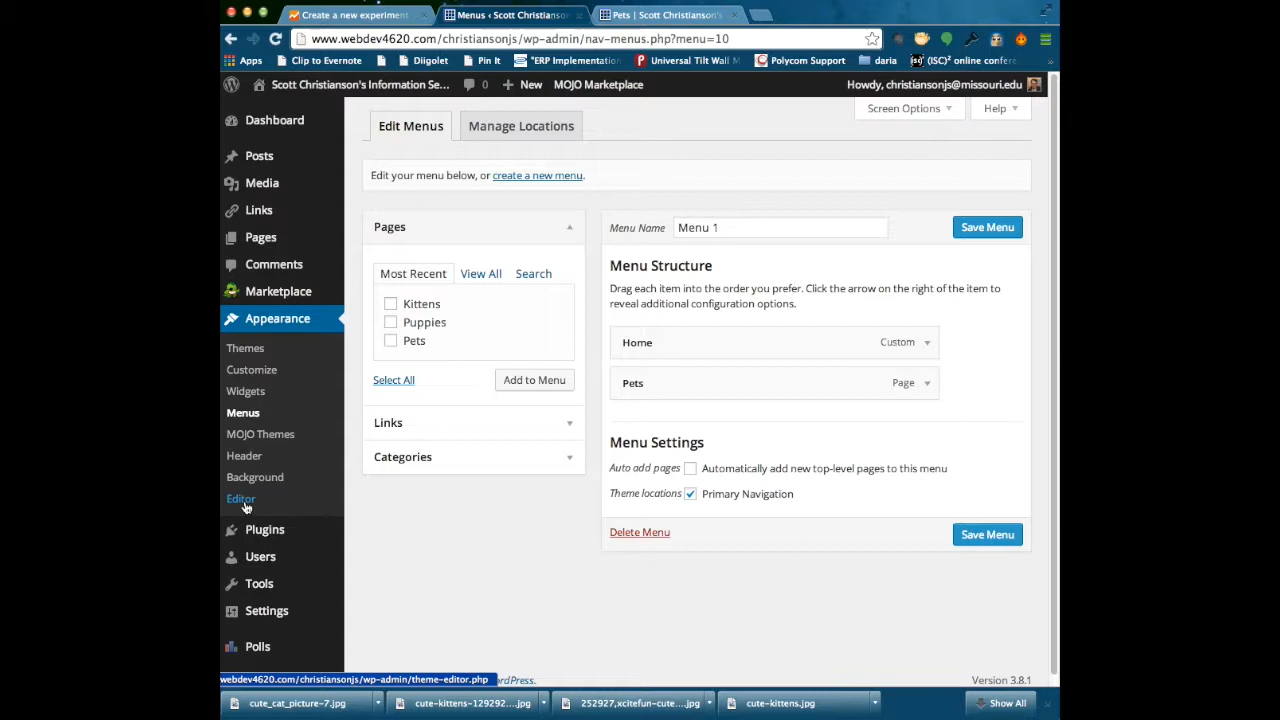 Create a new experiment
Menus ‹ Scott Christianson's
Pets | Scott Christianson's
www.webdev4620.com/christiansonjs/wp-admin/nav-menus.php?menu=10
Apps Clip to Evernote Diigolet Pin It "ERP Implementation Universal Tilt Wall M Polycom Support daria (ISC)² online confere »
Scott Christianson's Information Se... 0 New MOJO Marketplace Howdy, christiansonjs@missouri.edu
Screen Options Help
Dashboard
Posts
Media
Links
Pages
Comments
Marketplace
Appearance
Themes
Customize
Widgets
Menus
MOJO Themes
Header
Background
Editor
Plugins
Users
Tools
Settings
Polls
Edit Menus Manage Locations
Edit your menu below, or create a new menu.
Pages
Most Recent View All Search
Kittens
Puppies
Pets
Select All Add to Menu
Links
Categories
Menu Name Menu 1 Save Menu
Menu Structure
Drag each item into the order you prefer. Click the arrow on the right of the item to
reveal additional configuration options.
Home Custom
Pets Page
Menu Settings
Auto add pages Automatically add new top-level pages to this menu
Theme locations Primary Navigation
Delete Menu Save Menu
webdev4620.com/christiansonjs/wp-admin/theme-editor.php
Version 3.8.1
cute_cat_picture-7.jpg cute-kittens-129292....jpg 252927,xcitefun-cute....jpg cute-kittens.jpg Show All